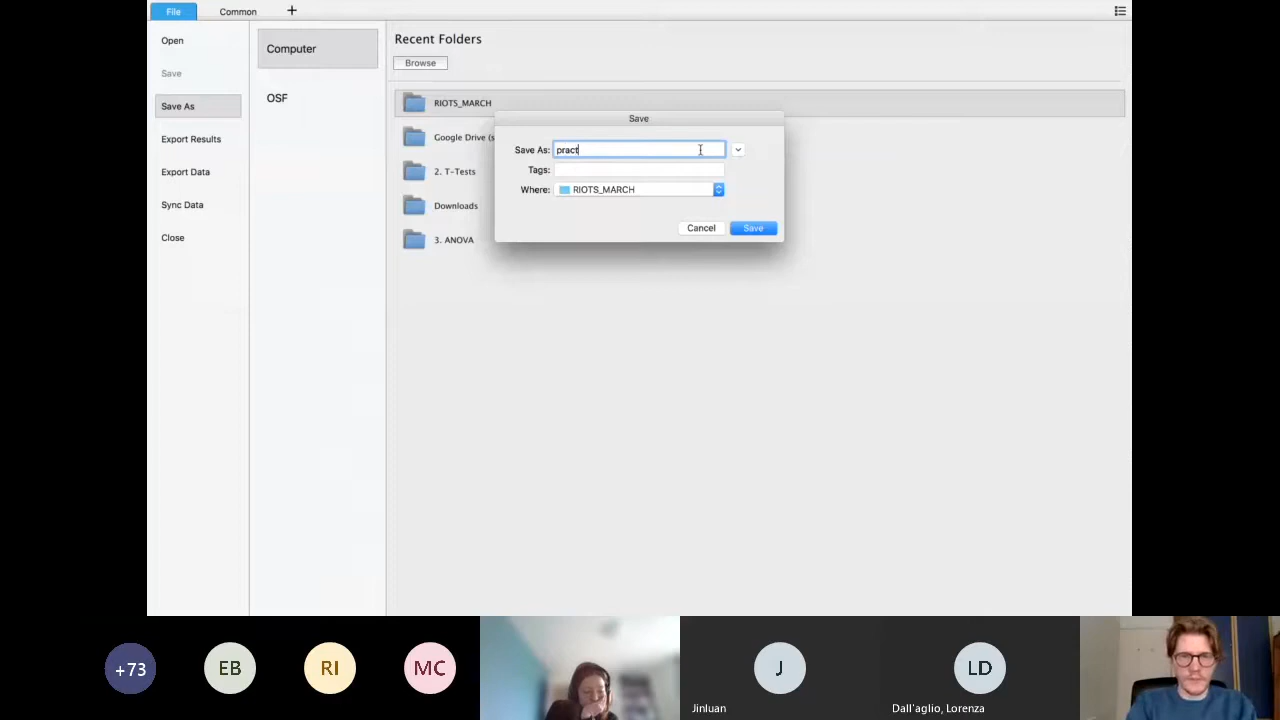 File
Common
+
Open
Save
Save As
Export Results
Export Data
Sync Data
Close
Computer
OSF
Recent Folders
Browse
RIOTS_MARCH
Google Drive (s
2. T-Tests
Downloads
3. ANOVA
Save
Save As: pract
Tags:
Where: RIOTS_MARCH
Cancel
Save
+73
EB
RI
MC
J
Jinluan
LD
Dall'aglio, Lorenza